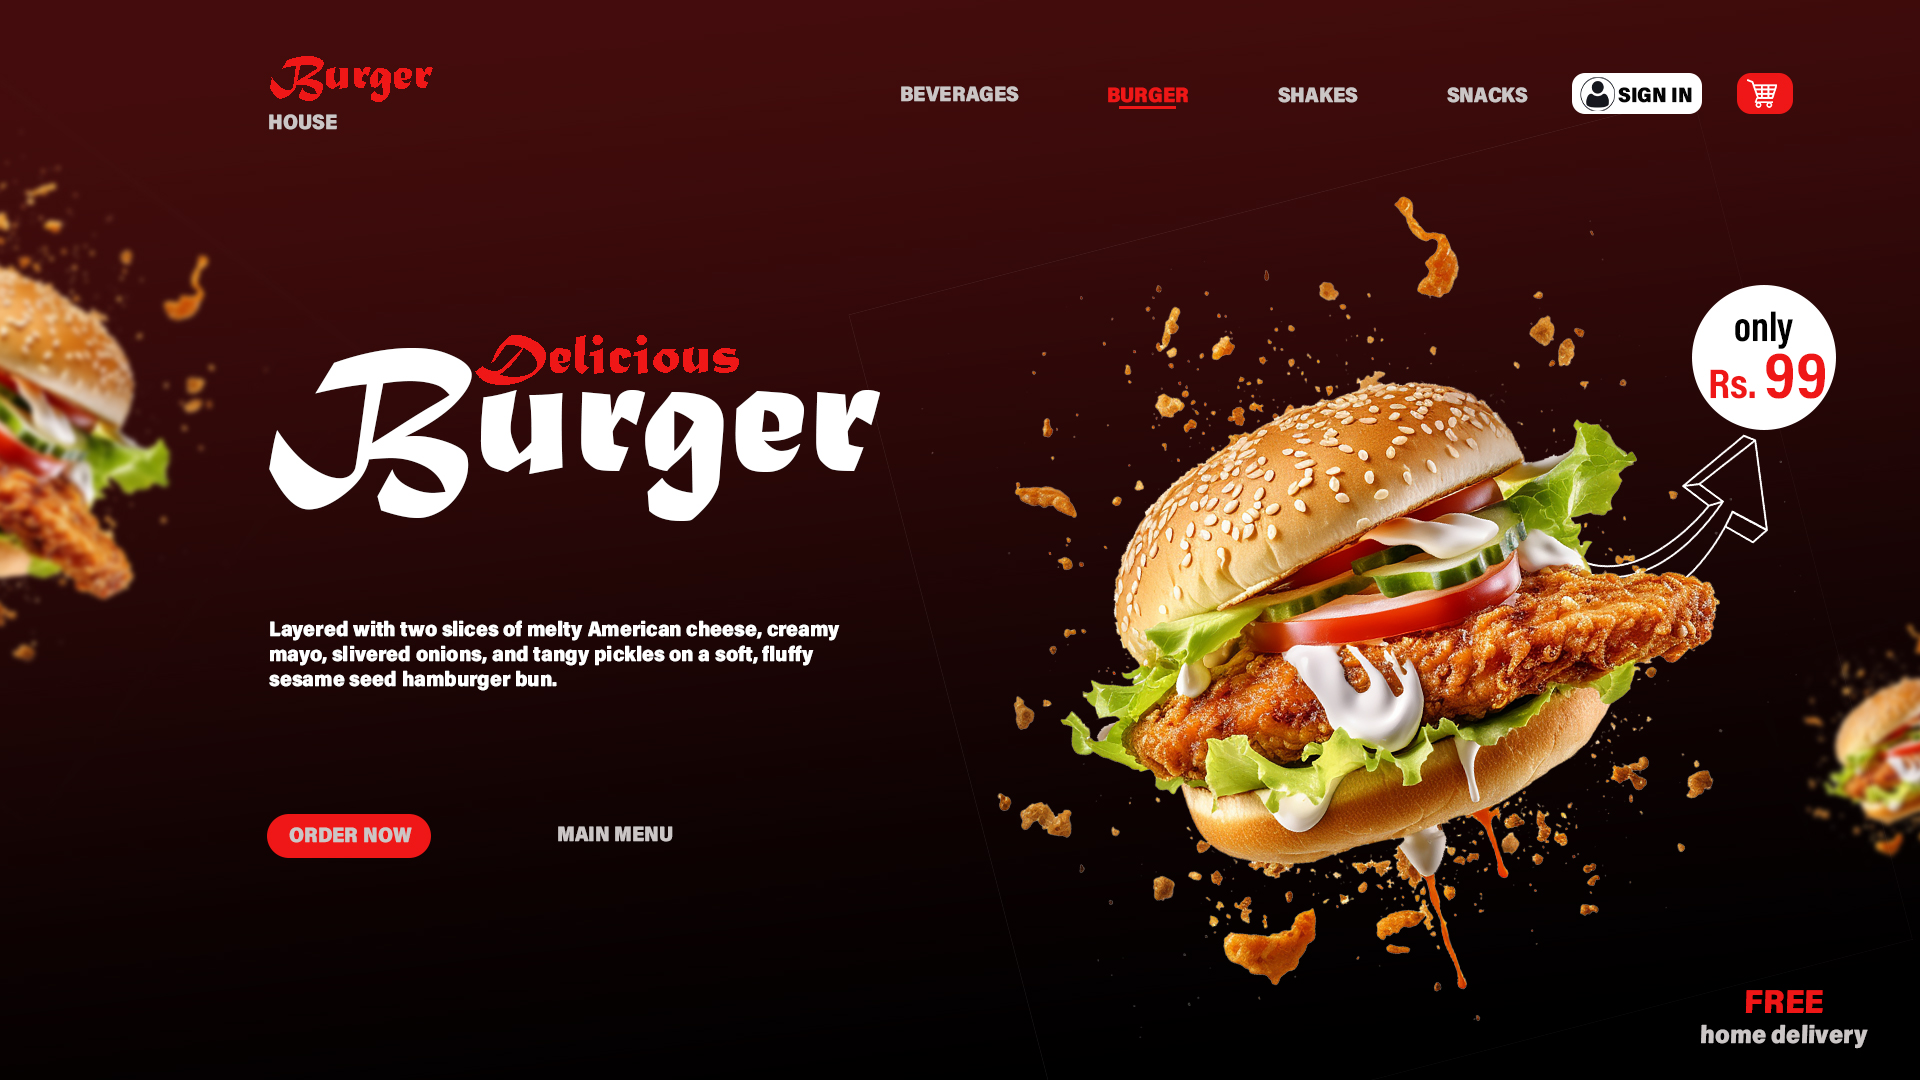 Burger
HOUSE
BEVERAGES
BURGER
SHAKES
SNACKS
SIGN IN
Delicious
Burger
only
Rs. 99
Layered with two slices of melty American cheese, creamy
mayo, slivered onions, and tangy pickles on a soft, fluffy
sesame seed hamburger bun.
ORDER NOW
MAIN MENU
FREE
home delivery